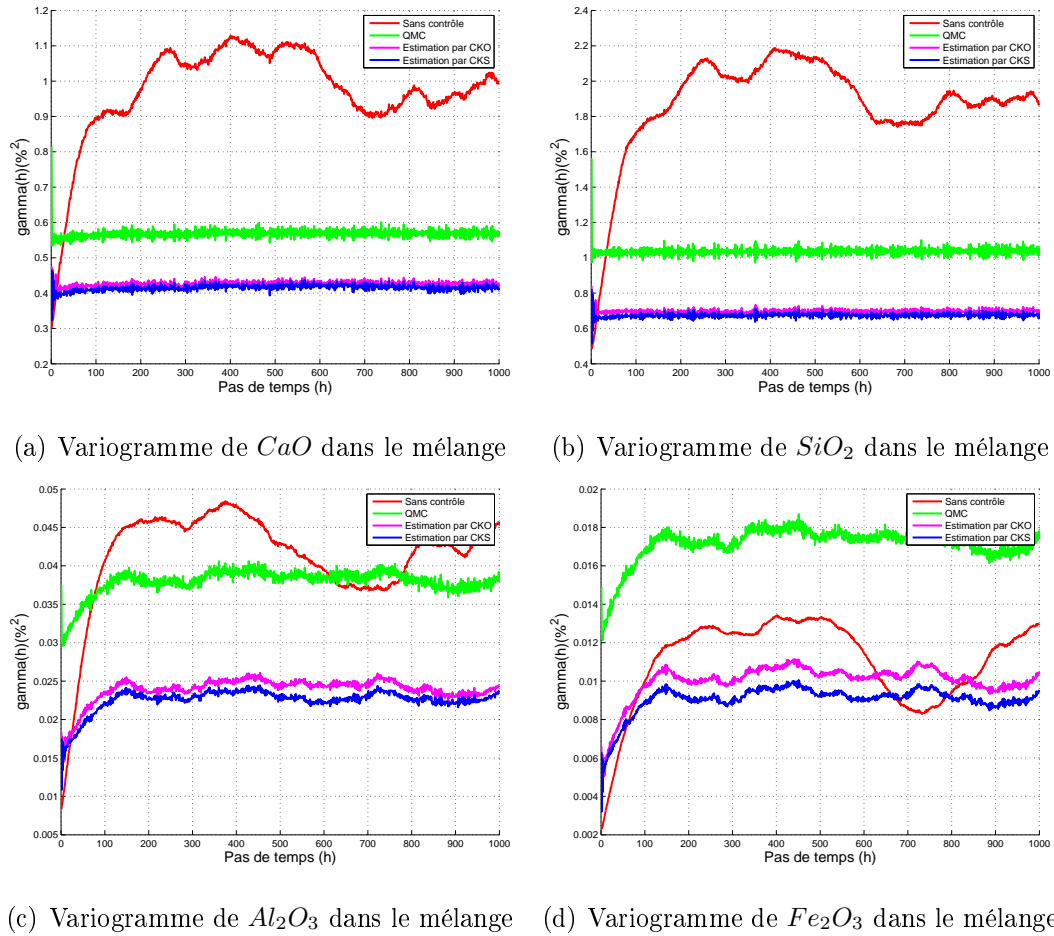 1.2
1.1
1
0.9
0.8
0.7
0.6
0.5
0.4
0.3
0.2
gamma(h)(%^2)
0 100 200 300 400 500 600 700 800 900 1000
Pas de temps (h)
Sans contrôle
QMC
Estimation par CKO
Estimation par CKS
2.4
2.2
2
1.8
1.6
1.4
1.2
1
0.8
0.6
0.4
gamma(h)(%^2)
0 100 200 300 400 500 600 700 800 900 1000
Pas de temps (h)
Sans contrôle
QMC
Estimation par CKO
Estimation par CKS
(a) Variogramme de CaO dans le mélange
(b) Variogramme de SiO₂ dans le mélange
0.05
0.045
0.04
0.035
0.03
0.025
0.02
0.015
0.01
0.005
gamma(h)(%^2)
0 100 200 300 400 500 600 700 800 900 1000
Pas de temps (h)
Sans contrôle
QMC
Estimation par CKO
Estimation par CKS
0.02
0.018
0.016
0.014
0.012
0.01
0.008
0.006
0.004
0.002
gamma(h)(%^2)
0 100 200 300 400 500 600 700 800 900 1000
Pas de temps (h)
Sans contrôle
QMC
Estimation par CKO
Estimation par CKS
(c) Variogramme de Al₂O₃ dans le mélange
(d) Variogramme de Fe₂O₃ dans le mélange